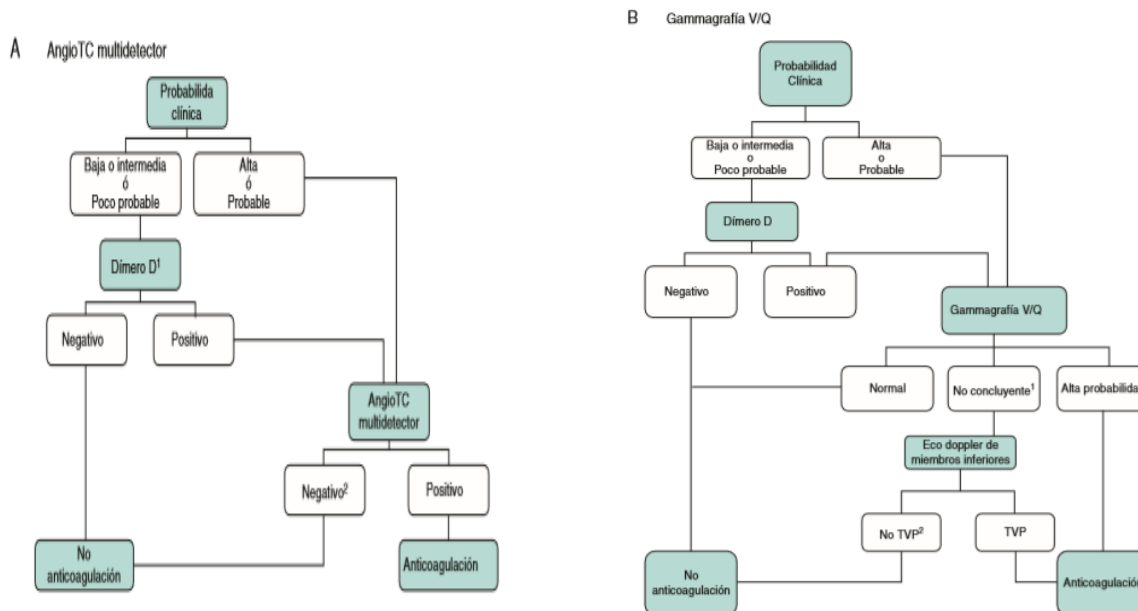 A AngioTC multidetector
Probabilida
clínica
Baja o intermedia
ó
Poco probable
Alta
ó
Probable
Dímero D¹
Negativo
Positivo
AngioTC
multidetector
Negativo²
Positivo
No
anticoagulación
Anticoagulación
B Gammagrafía V/Q
Probabilidad
Clínica
Baja o intermedia
o
Poco probable
Alta
o
Probable
Dímero D
Negativo
Positivo
Gammagrafía V/Q
Normal
No concluyente¹
Alta probabilida
Eco doppler de
miembros inferiores
No TVP²
TVP
No
anticoagulación
Anticoagulación